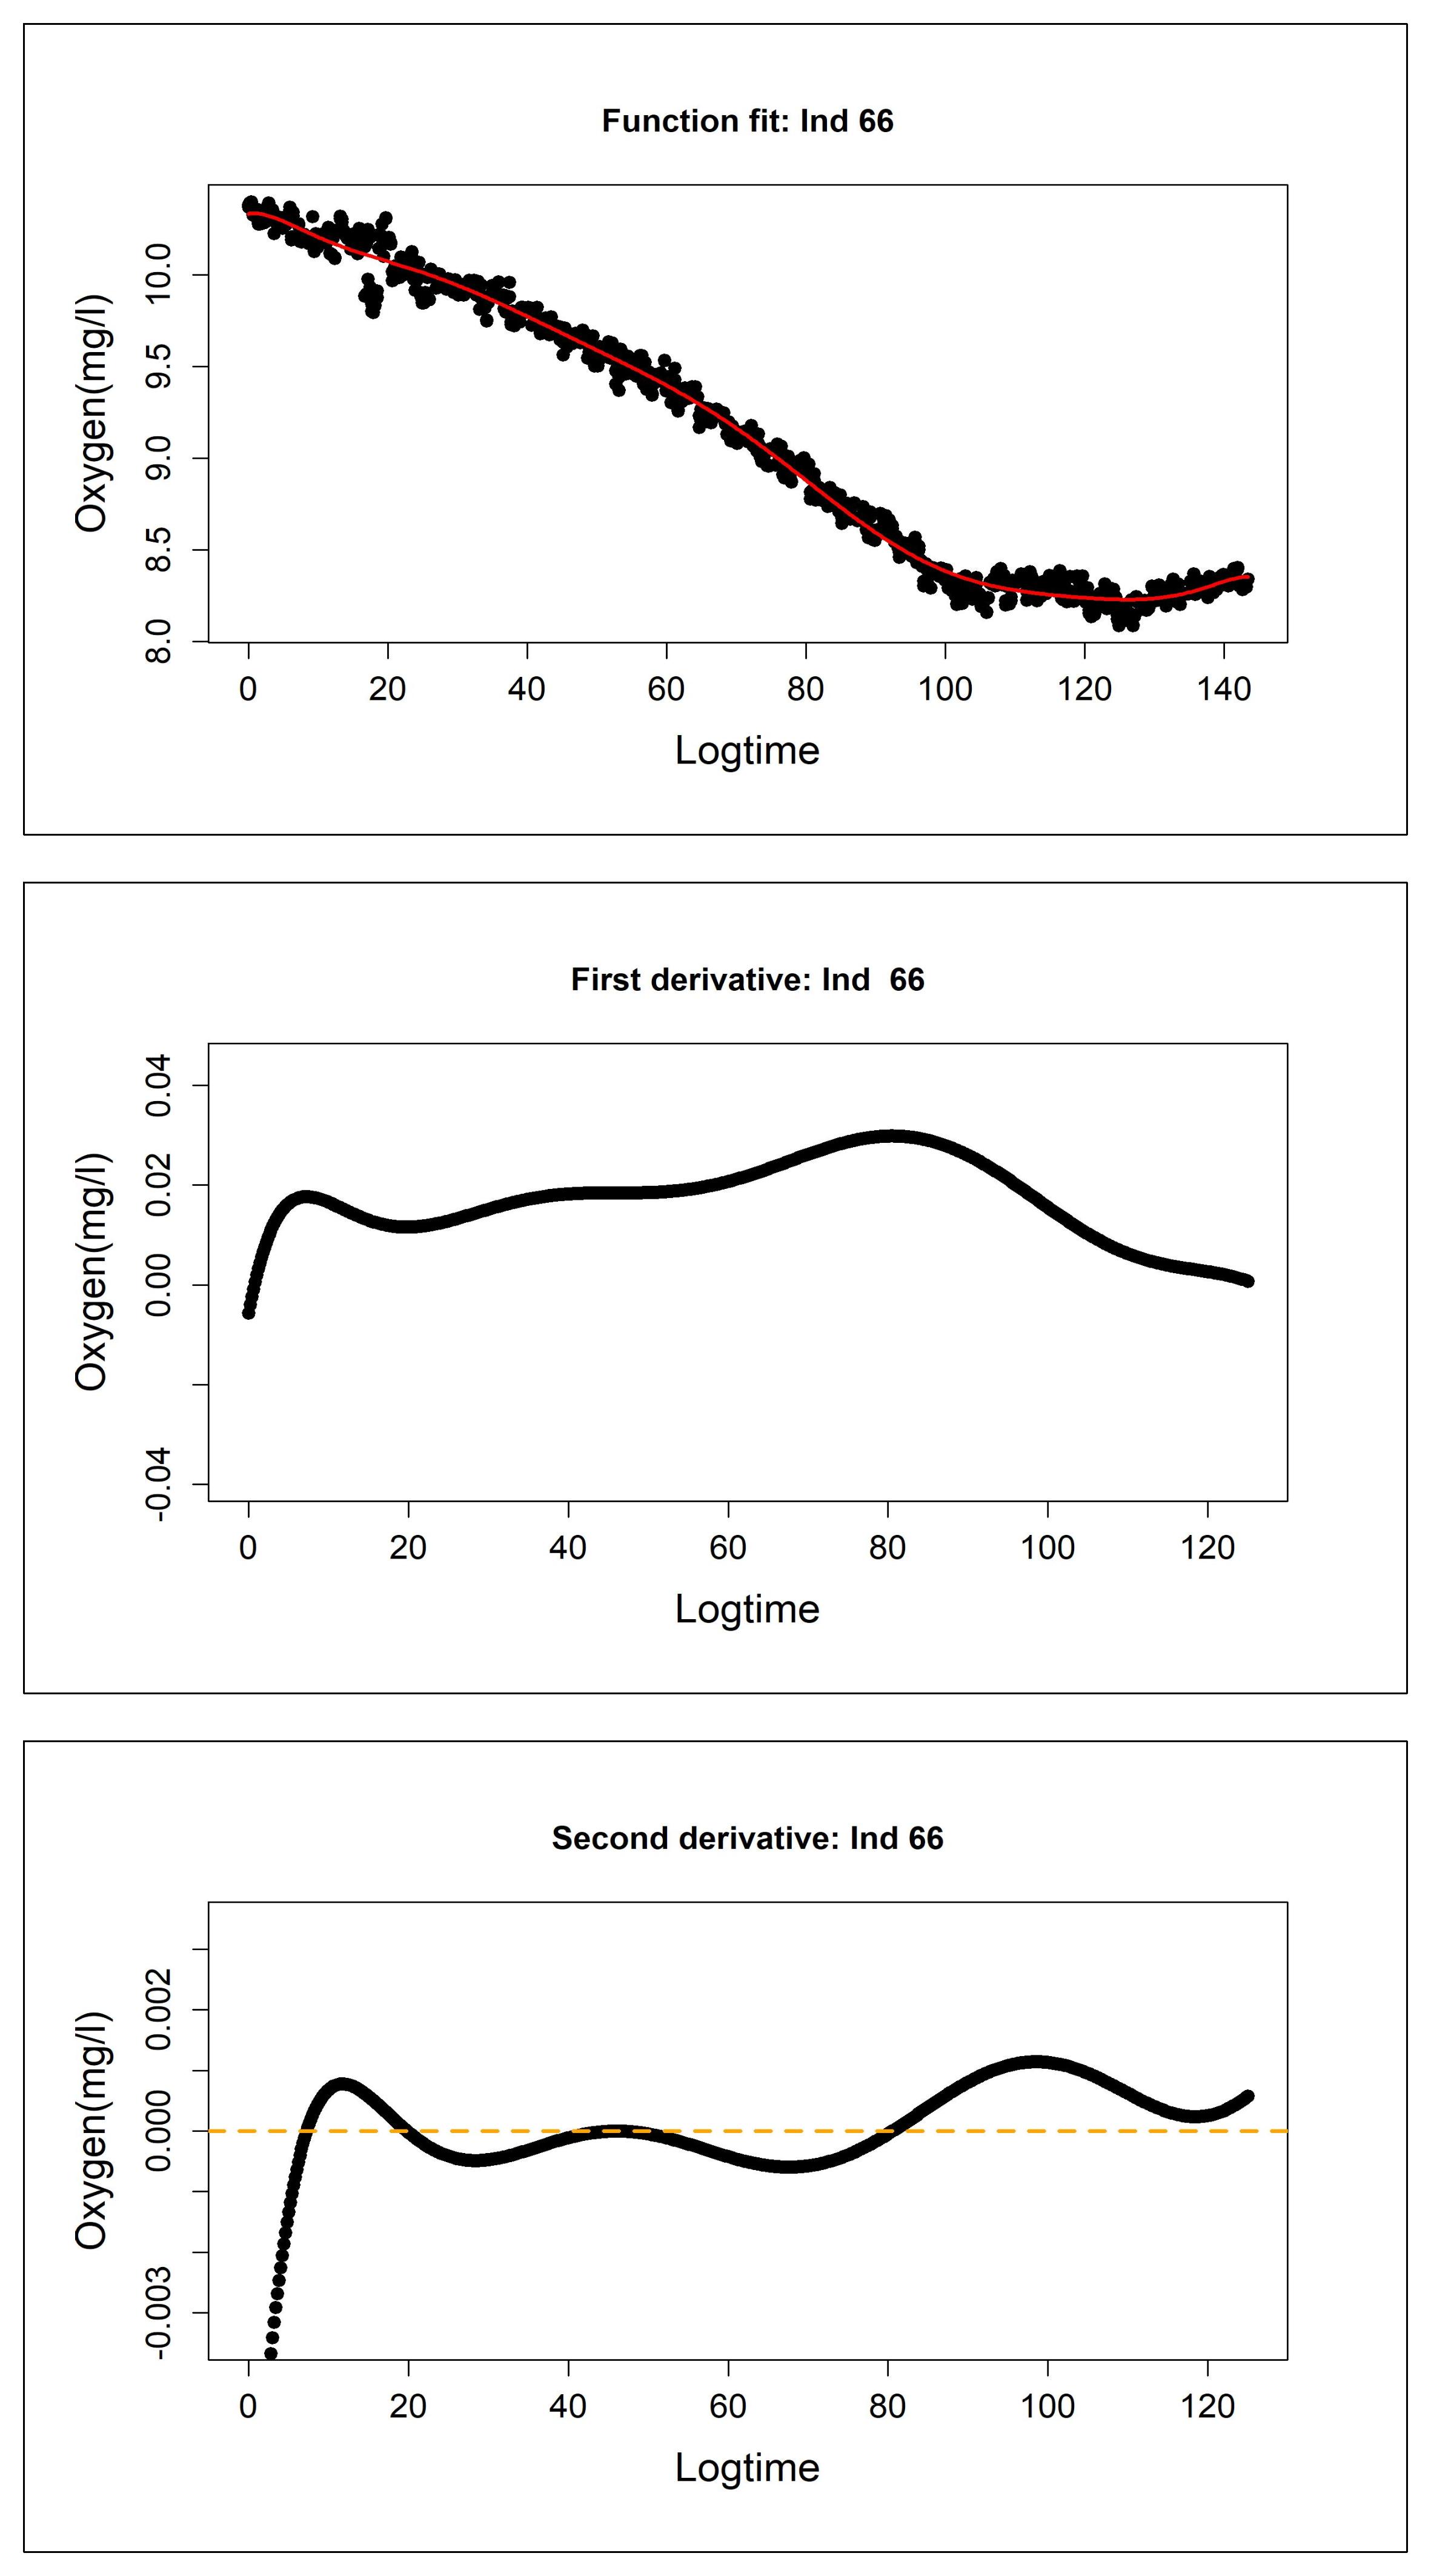 Function fit: Ind 66
Oxygen(mg/l)
10.0
9.5
9.0
8.5
8.0
0 20 40 60 80 100 120 140
Logtime
First derivative: Ind  66
Oxygen(mg/l)
0.04
0.02
0.00
-0.04
0 20 40 60 80 100 120
Logtime
Second derivative: Ind 66
Oxygen(mg/l)
0.002
0.000
-0.003
0 20 40 60 80 100 120
Logtime